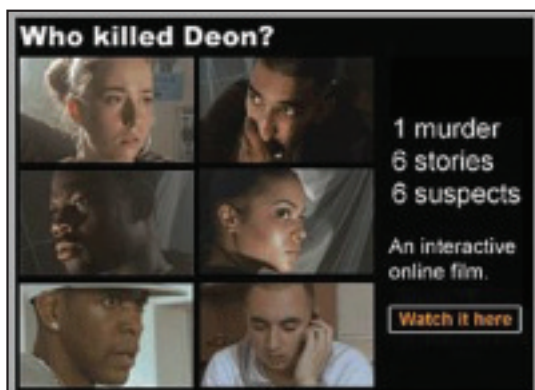 Who killed Deon?
1 murder
6 stories
6 suspects
An interactive
online film.
Watch it here